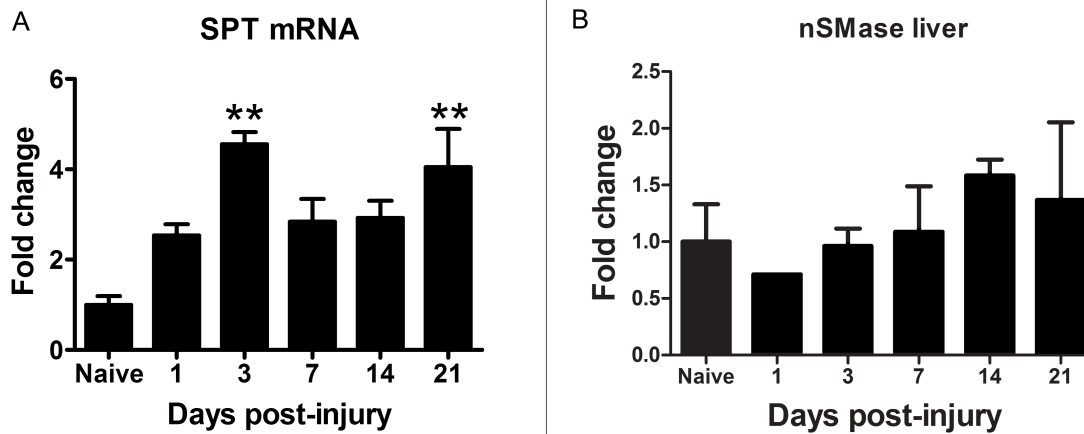 A
SPT mRNA
Fold change
6
4
2
0
**
**
Naive 1 3 7 14 21
Days post-injury
B
nSMase liver
Fold change
2.5
2.0
1.5
1.0
0.5
0.0
Naive 1 3 7 14 21
Days post-injury